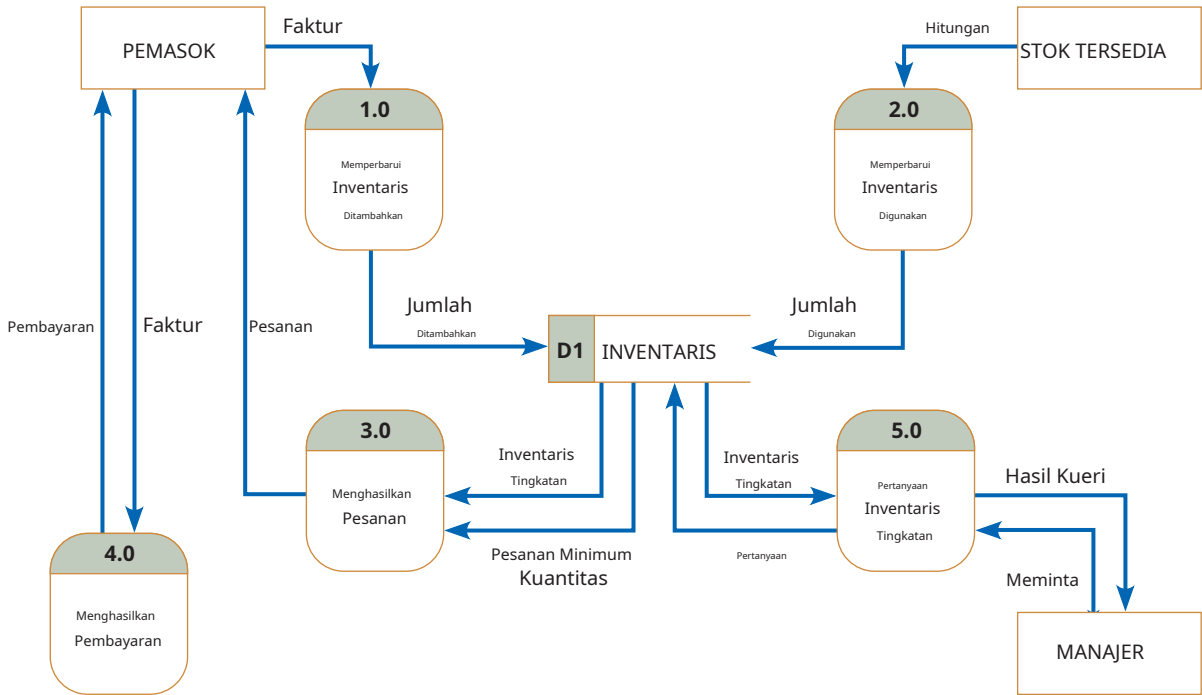 Faktur
PEMASOK
Hitungan
STOK TERSEDIA
1.0
Memperbarui
Inventaris
Ditambahkan
2.0
Memperbarui
Inventaris
Digunakan
Pembayaran
Faktur
Pesanan
Jumlah
Ditambahkan
D1 INVENTARIS
Jumlah
Digunakan
3.0
Menghasilkan
Pesanan
Inventaris
Tingkatan
Pesanan Minimum
Kuantitas
Inventaris
Tingkatan
Pertanyaan
5.0
Pertanyaan
Inventaris
Tingkatan
Hasil Kueri
Meminta
4.0
Menghasilkan
Pembayaran
MANAJER